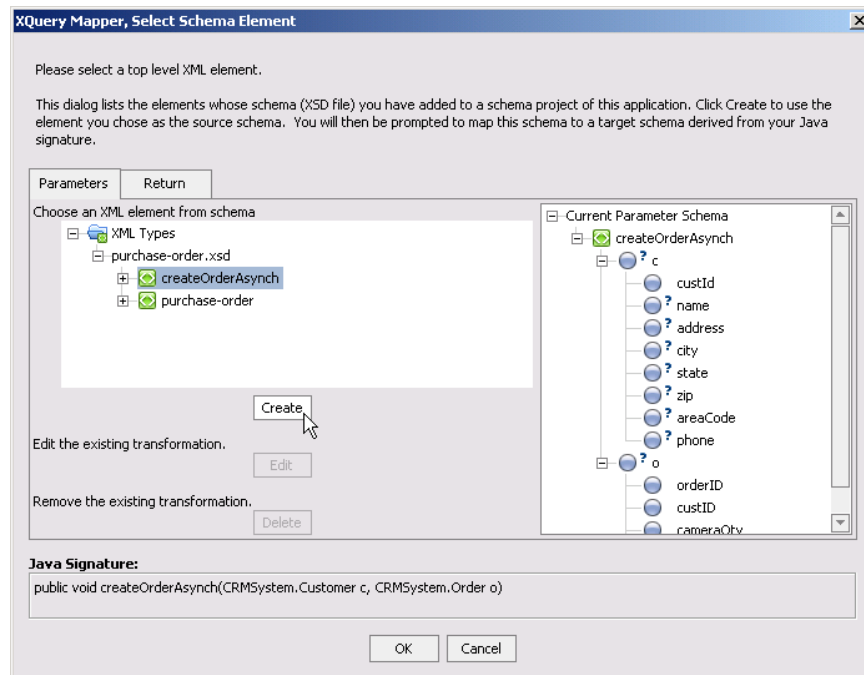 XQuery Mapper, Select Schema Element
Please select a top level XML element.
This dialog lists the elements whose schema (XSD file) you have added to a schema project of this application. Click Create to use the
element you chose as the source schema. You will then be prompted to map this schema to a target schema derived from your Java
signature.
Parameters
Return
Choose an XML element from schema
XML Types
purchase-order.xsd
createOrderAsynch
purchase-order
Create
Edit the existing transformation.
Edit
Remove the existing transformation.
Delete
Current Parameter Schema
createOrderAsynch
? c
custId
? name
? address
? city
? state
? zip
? areaCode
? phone
? o
orderID
custID
cameraQty
Java Signature:
public void createOrderAsynch(CRMSystem.Customer c, CRMSystem.Order o)
OK
Cancel